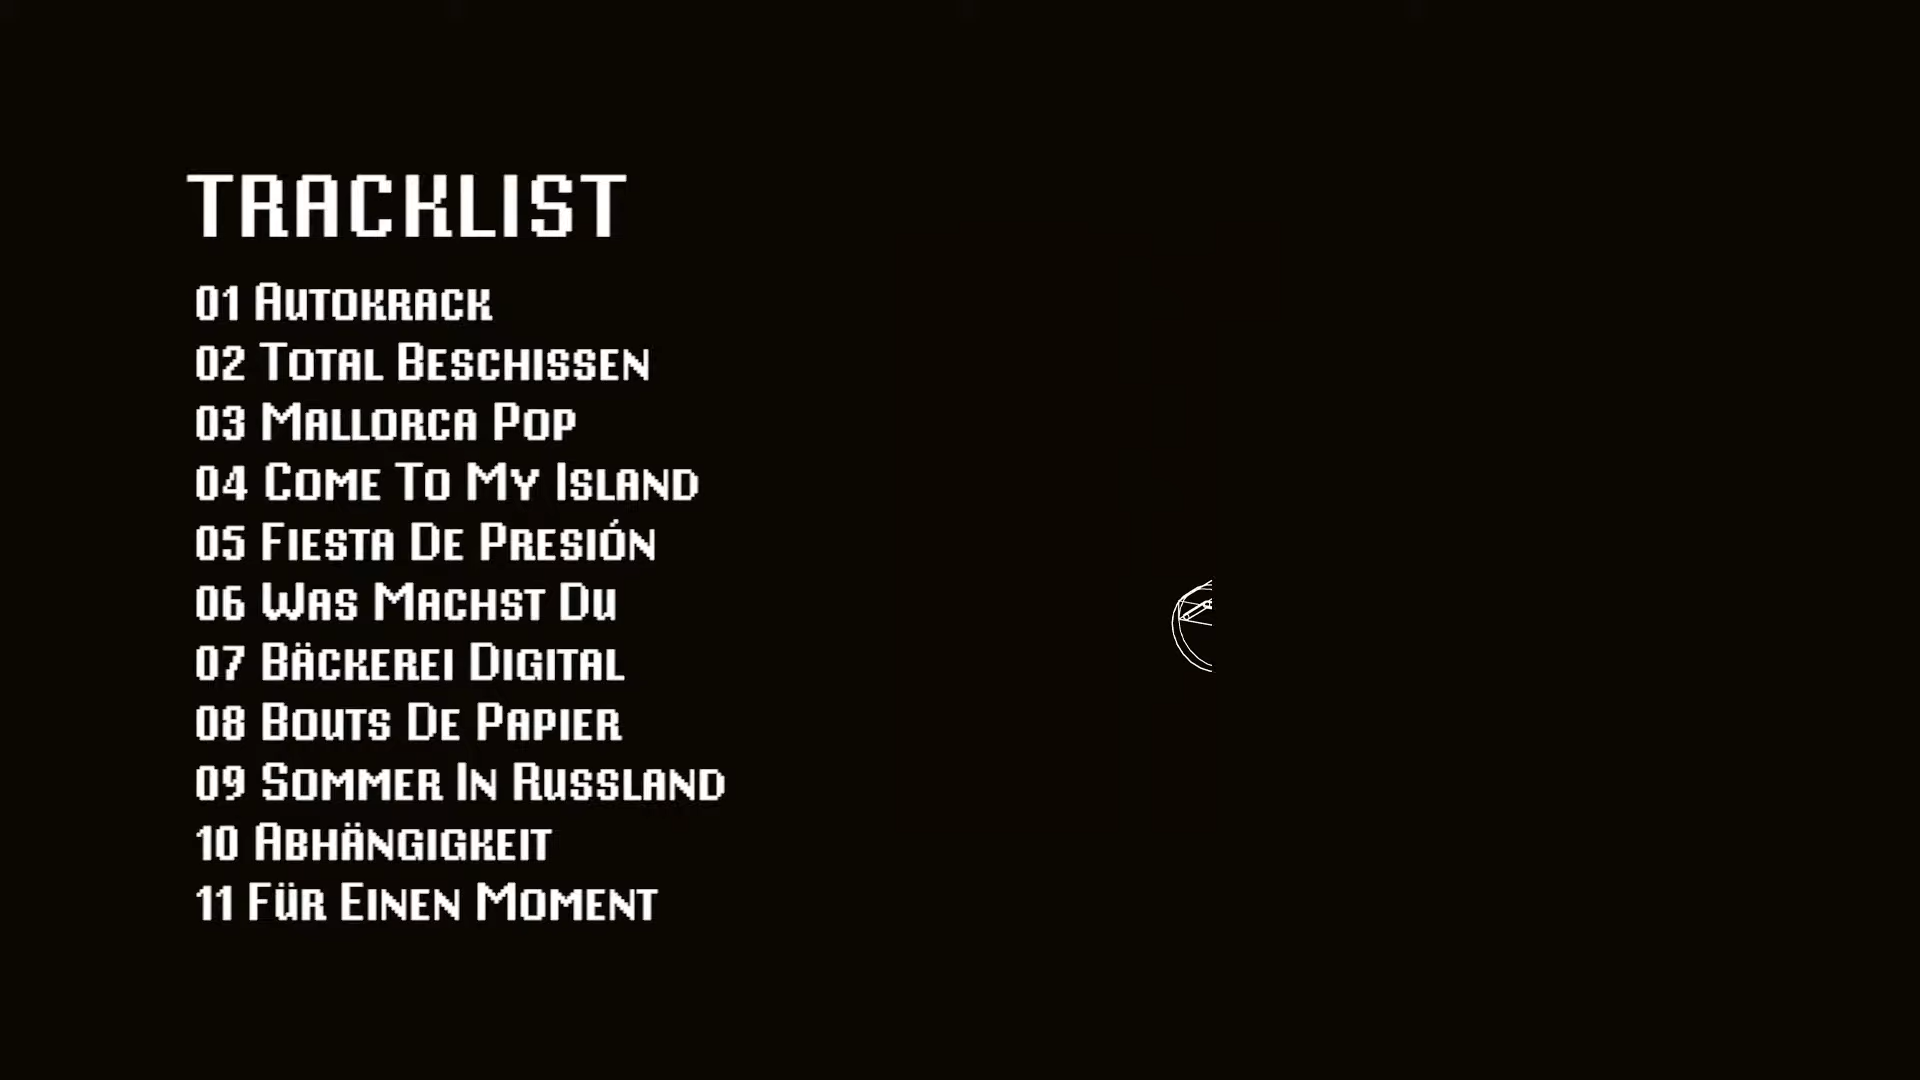 TRACKLIST
01 Autokrack
02 Total Beschissen
03 Mallorca Pop
04 Come To My Island
05 Fiesta De Presión
06 Was Machst Du
07 Bäckerei Digital
08 Bouts De Papier
09 Sommer In Russland
10 Abhängigkeit
11 Für Einen Moment